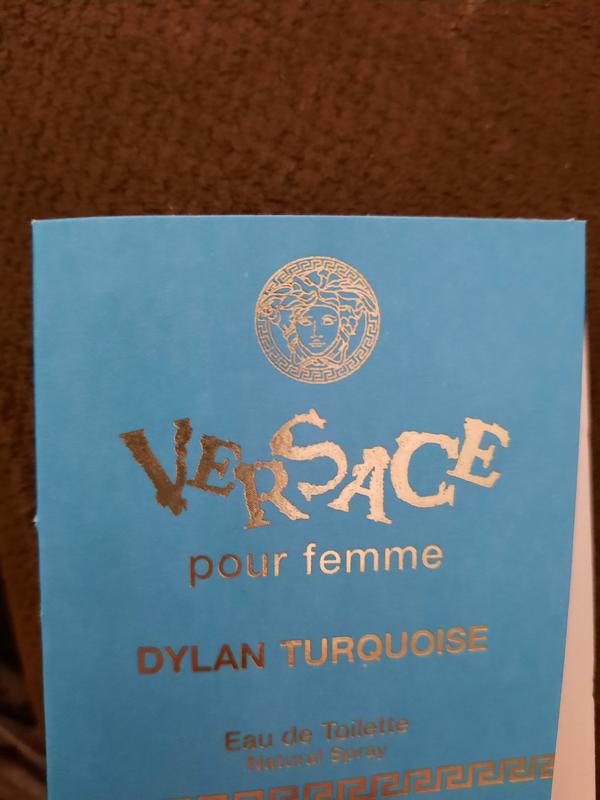 VERSACE
pour femme
DYLAN TURQUOISE
Eau de Toilette
Natural Spray